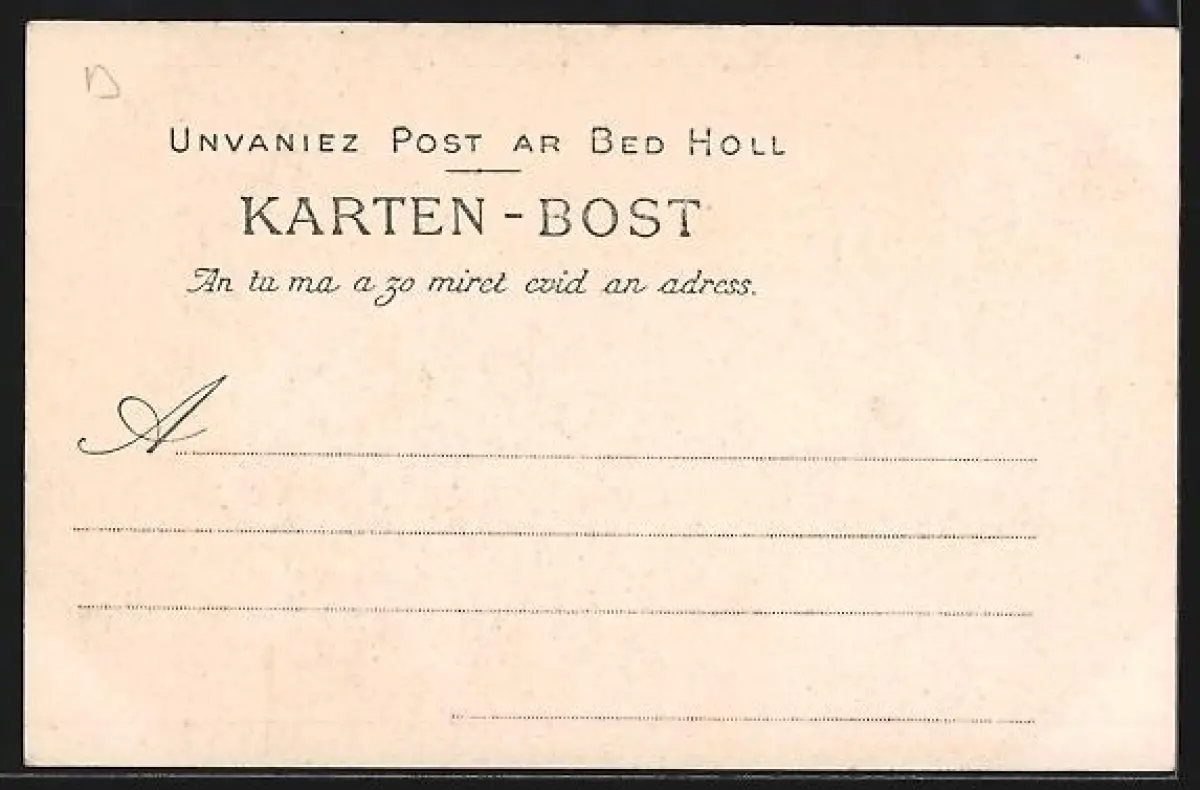 UNVANIEZ POST AR BED HOLL
KARTEN-BOST
An tu ma a zo miret evid an adress.
A